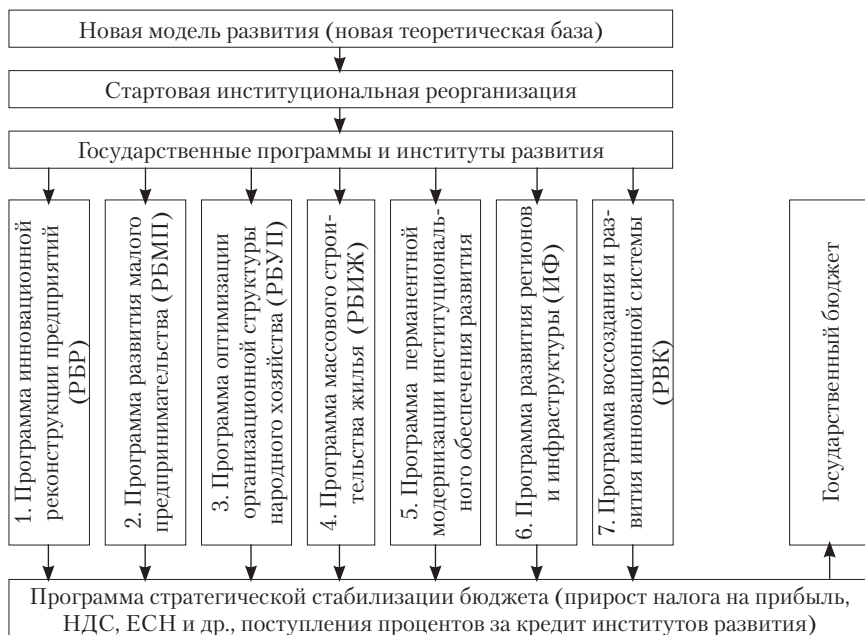 Новая модель развития (новая теоретическая база)
Стартовая институциональная реорганизация
Государственные программы и институты развития
1. Программа инновационной
реконструкции предприятий
(РБР)
2. Программа развития малого
предпринимательства (РБМП)
3. Программа оптимизации
организационной структуры
народного хозяйства (РБУП)
4. Программа массового строи-
тельства жилья (РБИЖ)
5. Программа перманентной
модернизации институциональ-
ного обеспечения развития
6. Программа развития регионов
и инфраструктуры (ИФ)
7. Программа воссоздания и раз-
вития инновационной системы
(РВК)
Государственный бюджет
Программа стратегической стабилизации бюджета (прирост налога на прибыль,
НДС, ЕСН и др., поступления процентов за кредит институтов развития)